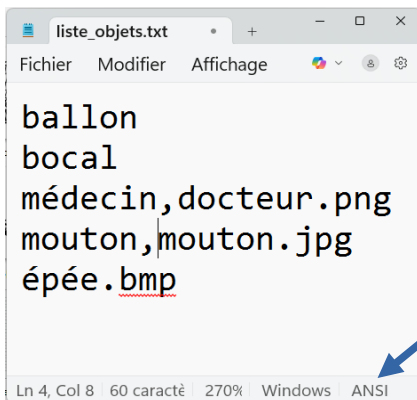 liste_objets.txt
Fichier Modifier Affichage
ballon
bocal
médecin,docteur.png
mouton,mouton.jpg
épée.bmp
Ln 4, Col 8 60 caractè 270% Windows ANSI